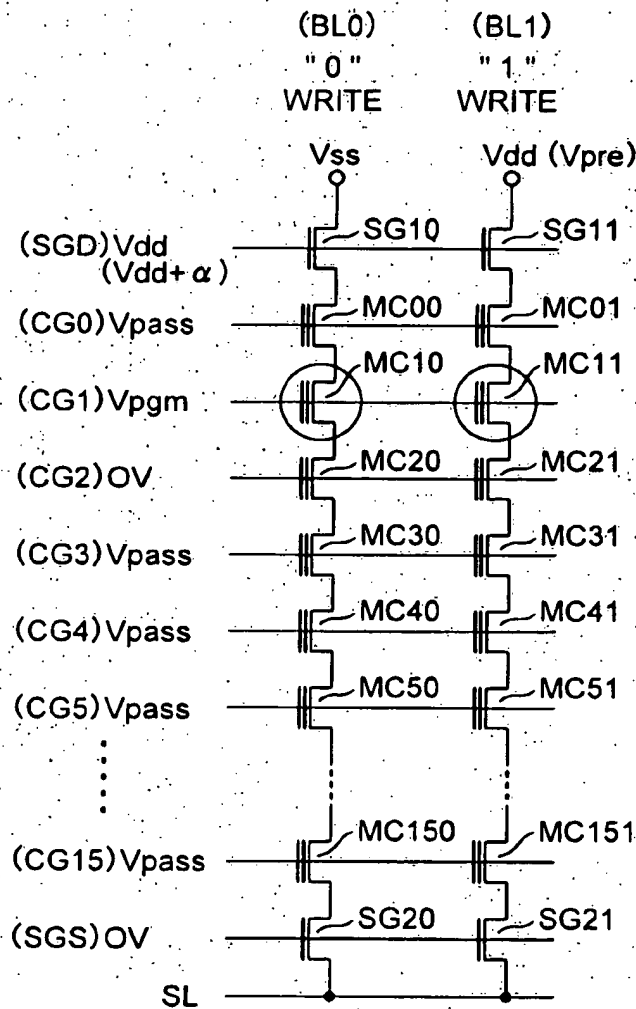 (BL0) (BL1)
"0" "1"
WRITE WRITE
Vss Vdd (Vpre)
(SGD) Vdd SG10 SG11
(Vdd+α)
(CG0) Vpass MC00 MC01
(CG1) Vpgm MC10 MC11
(CG2) OV MC20 MC21
(CG3) Vpass MC30 MC31
(CG4) Vpass MC40 MC41
(CG5) Vpass MC50 MC51
(CG15) Vpass MC150 MC151
(SGS) OV SG20 SG21
SL